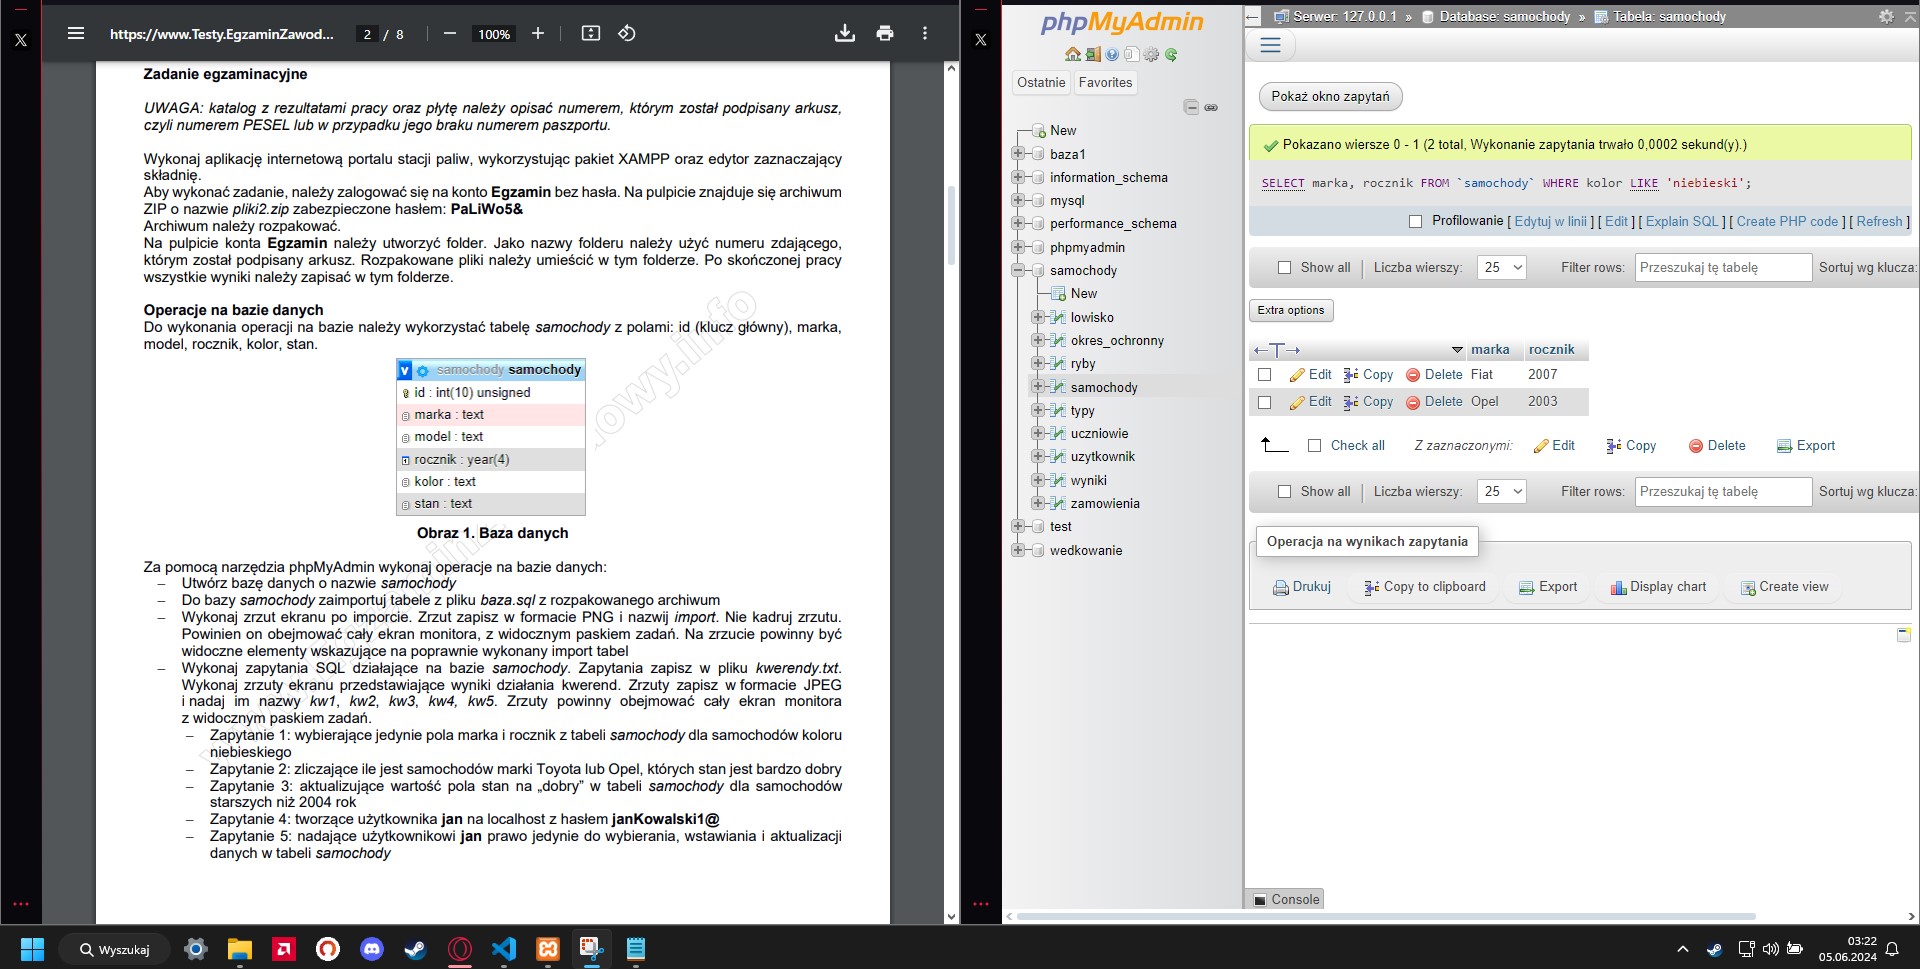 https://www.Testy.EgzaminZawod...
2 / 8
100%
Zadanie egzaminacyjne
UWAGA: katalog z rezultatami pracy oraz płytę należy opisać numerem, którym został podpisany arkusz,
czyli numerem PESEL lub w przypadku jego braku numerem paszportu.
Wykonaj aplikację internetową portalu stacji paliw, wykorzystując pakiet XAMPP oraz edytor zaznaczający
składnię.
Aby wykonać zadanie, należy zalogować się na konto Egzamin bez hasła. Na pulpicie znajduje się archiwum
ZIP o nazwie pliki2.zip zabezpieczone hasłem: PaLiWo5&
Archiwum należy rozpakować.
Na pulpicie konta Egzamin należy utworzyć folder. Jako nazwy folderu należy użyć numeru zdającego,
którym został podpisany arkusz. Rozpakowane pliki należy umieścić w tym folderze. Po skończonej pracy
wszystkie wyniki należy zapisać w tym folderze.
Operacje na bazie danych
Do wykonania operacji na bazie należy wykorzystać tabelę samochody z polami: id (klucz główny), marka,
model, rocznik, kolor, stan.
v samochody samochody
id : int(10) unsigned
marka : text
model : text
rocznik : year(4)
kolor : text
stan : text
Obraz 1. Baza danych
Za pomocą narzędzia phpMyAdmin wykonaj operacje na bazie danych:
– Utwórz bazę danych o nazwie samochody
– Do bazy samochody zaimportuj tabele z pliku baza.sql z rozpakowanego archiwum
– Wykonaj zrzut ekranu po imporcie. Zrzut zapisz w formacie PNG i nazwij import. Nie kadruj zrzutu.
Powinien on obejmować cały ekran monitora, z widocznym paskiem zadań. Na zrzucie powinny być
widoczne elementy wskazujące na poprawnie wykonany import tabel
– Wykonaj zapytania SQL działające na bazie samochody. Zapytania zapisz w pliku kwerendy.txt.
Wykonaj zrzuty ekranu przedstawiające wyniki działania kwerend. Zrzuty zapisz w formacie JPEG
i nadaj im nazwy kw1, kw2, kw3, kw4, kw5. Zrzuty powinny obejmować cały ekran monitora
z widocznym paskiem zadań.
– Zapytanie 1: wybierające jedynie pola marka i rocznik z tabeli samochody dla samochodów koloru
niebieskiego
– Zapytanie 2: zliczające ile jest samochodów marki Toyota lub Opel, których stan jest bardzo dobry
– Zapytanie 3: aktualizujące wartość pola stan na „dobry” w tabeli samochody dla samochodów
starszych niż 2004 rok
– Zapytanie 4: tworzące użytkownika jan na localhost z hasłem janKowalski1@
– Zapytanie 5: nadające użytkownikowi jan prawo jedynie do wybierania, wstawiania i aktualizacji
danych w tabeli samochody
phpMyAdmin
Ostatnie Favorites
New
baza1
information_schema
mysql
performance_schema
phpmyadmin
samochody
New
lowisko
okres_ochronny
ryby
samochody
typy
uczniowie
uzytkownik
wyniki
zamowienia
test
wedkowanie
Serwer: 127.0.0.1 » Database: samochody » Tabela: samochody
Pokaż okno zapytań
Pokazano wiersze 0 - 1 (2 total, Wykonanie zapytania trwało 0,0002 sekund(y).)
SELECT marka, rocznik FROM `samochody` WHERE kolor LIKE 'niebieski';
Profilowanie [ Edytuj w linii ] [ Edit ] [ Explain SQL ] [ Create PHP code ] [ Refresh ]
Show all | Liczba wierszy: 25 Filter rows: Przeszukaj tę tabelę Sortuj wg klucza:
Extra options
←T→ marka rocznik
Edit Copy Delete Fiat 2007
Edit Copy Delete Opel 2003
Check all Z zaznaczonymi: Edit Copy Delete Export
Show all | Liczba wierszy: 25 Filter rows: Przeszukaj tę tabelę Sortuj wg klucza:
Operacja na wynikach zapytania
Drukuj Copy to clipboard Export Display chart Create view
Console
Wyszukaj
03:22
05.06.2024